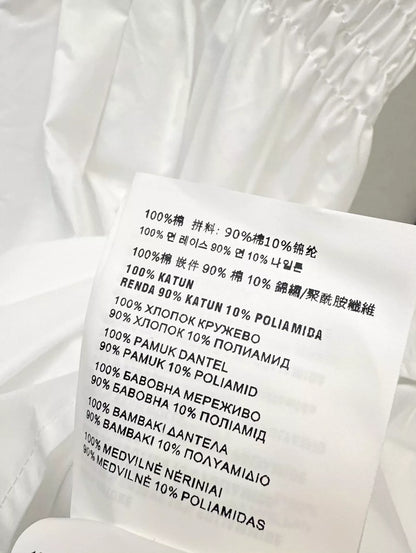 100%棉 拼料: 90%棉10%锦纶
100% 면 레이스 90% 면 10% 나일론
100%棉 嵌件 90% 棉 10% 錦綸/聚酰胺纖維
100% KATUN
RENDA 90% KATUN 10% POLIAMIDA
100% ХЛОПОК КРУЖЕВО
90% ХЛОПОК 10% ПОЛИАМИД
100% PAMUK DANTEL
90% PAMUK 10% POLIAMID
100% БАВОВНА МЕРЕЖИВО
90% БАВОВНА 10% ПОЛІАМІД
100% ΒΑΜΒΑΚΙ ΔΑΝΤΕΛΑ
90% ΒΑΜΒΑΚΙ 10% ΠΟΛΥΑΜΙΔΙΟ
100% MEDVILNĖ NĖRINIAI
90% MEDVILNĖ 10% POLIAMIDAS